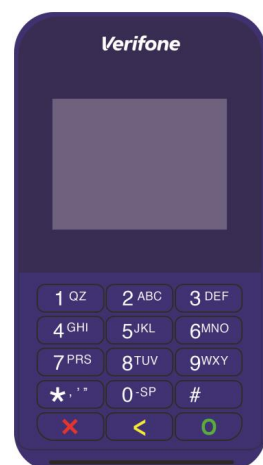 Verifone
1 QZ 2 ABC 3 DEF
4 GHI 5 JKL 6 MNO
7 PRS 8 TUV 9 WXY
*,'" 0 -SP #
X < O